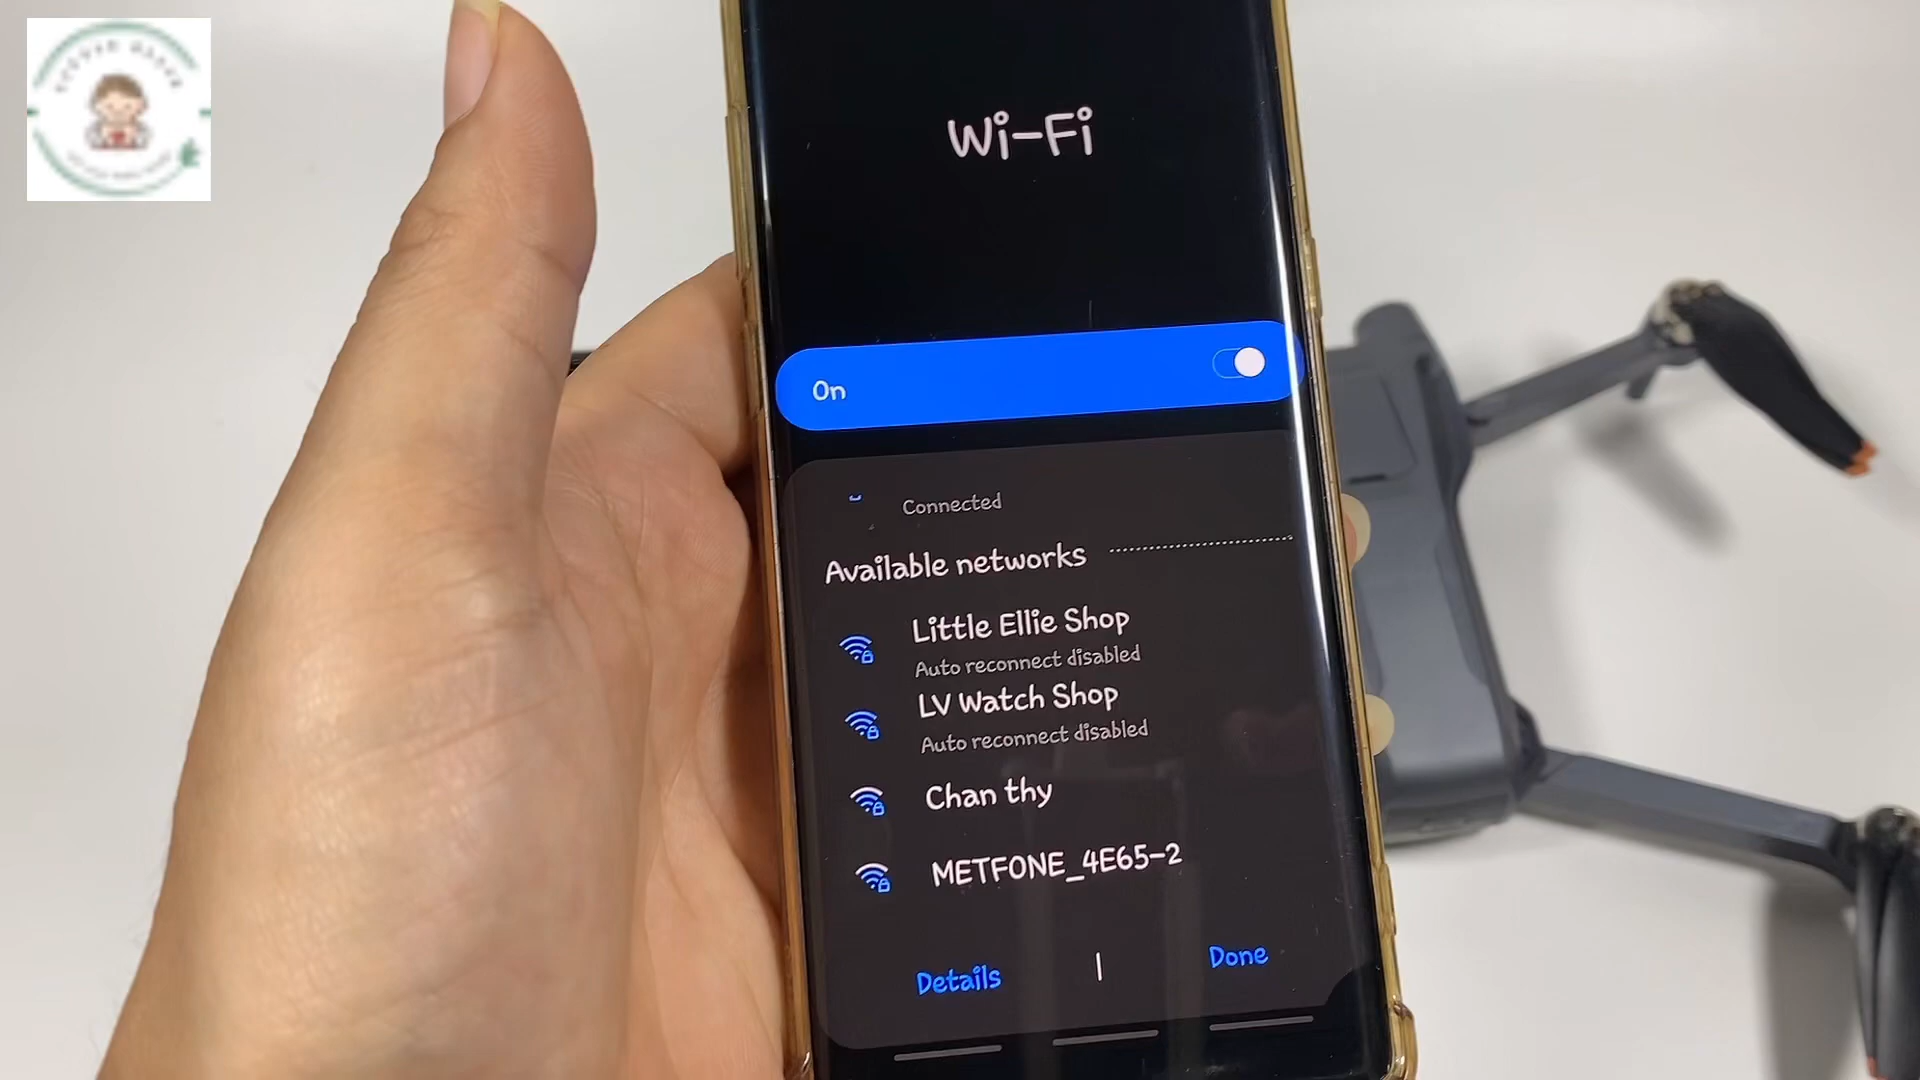 Wi-Fi
On
Connected
Available networks
Little Ellie Shop
Auto reconnect disabled
LV Watch Shop
Auto reconnect disabled
Chan thy
METFONE_4E65-2
Details | Done